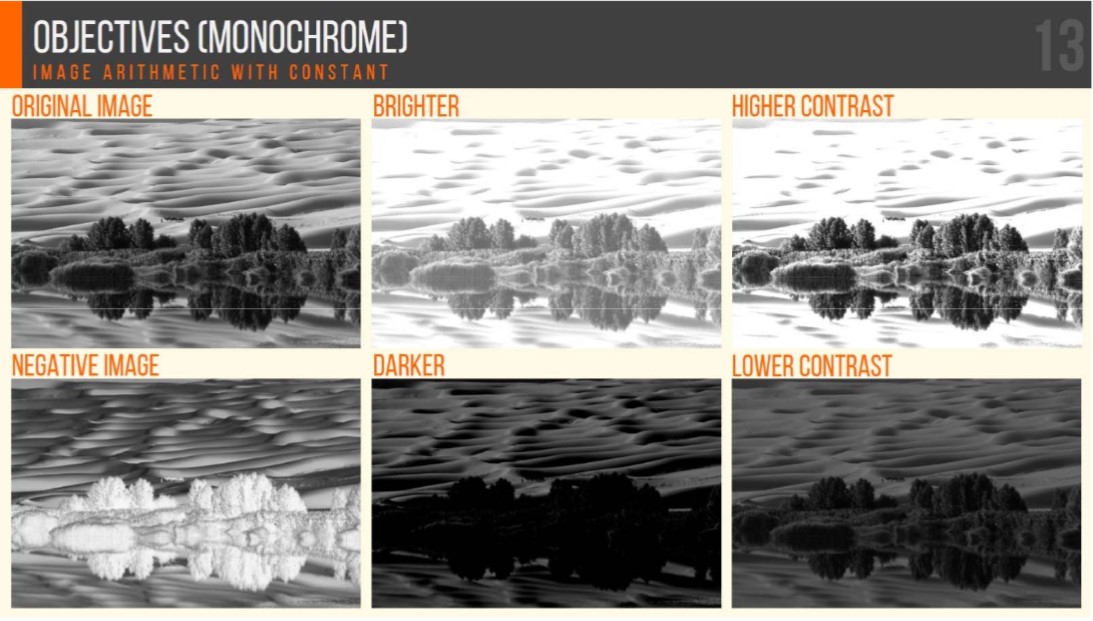 OBJECTIVES (MONOCHROME)
13
IMAGE ARITHMETIC WITH CONSTANT
ORIGINAL IMAGE
BRIGHTER
HIGHER CONTRAST
NEGATIVE IMAGE
DARKER
LOWER CONTRAST